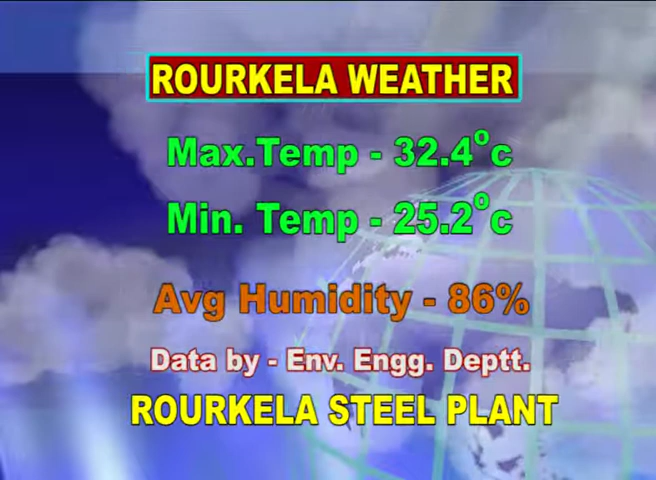 ROURKELA WEATHER
Max.Temp - 32.4°c
Min. Temp - 25.2°c
Avg Humidity - 86%
Data by - Env. Engg. Deptt.
ROURKELA STEEL PLANT